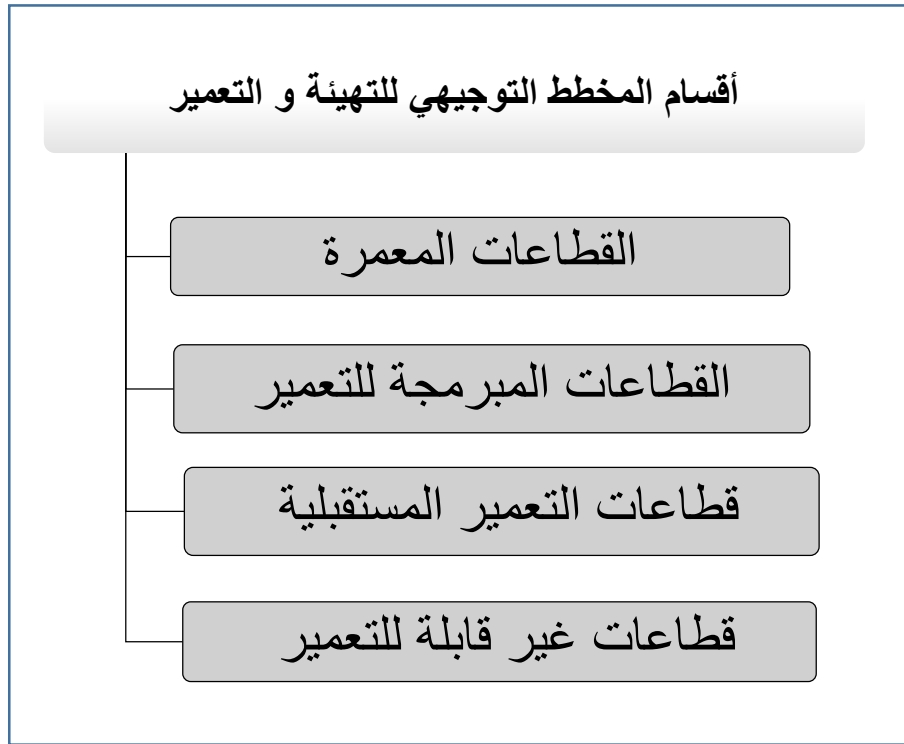 أقسام المخطط التوجيهي للتهيئة و التعمير
القطاعات المعمرة
القطاعات المبرمجة للتعمير
قطاعات التعمير المستقبلية
قطاعات غير قابلة للتعمير